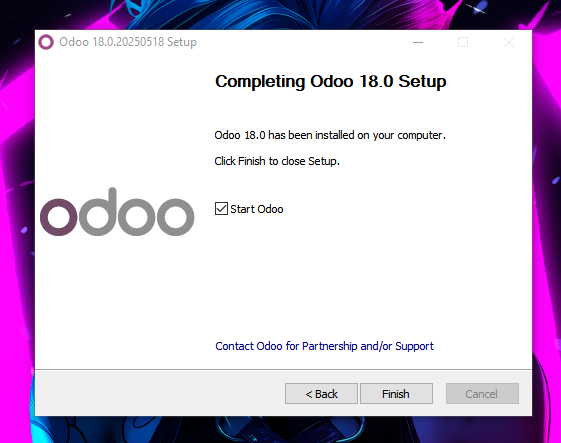 Odoo 18.0.20250518 Setup
Completing Odoo 18.0 Setup
Odoo 18.0 has been installed on your computer.
Click Finish to close Setup.
odoo
Start Odoo
Contact Odoo for Partnership and/or Support
< Back
Finish
Cancel